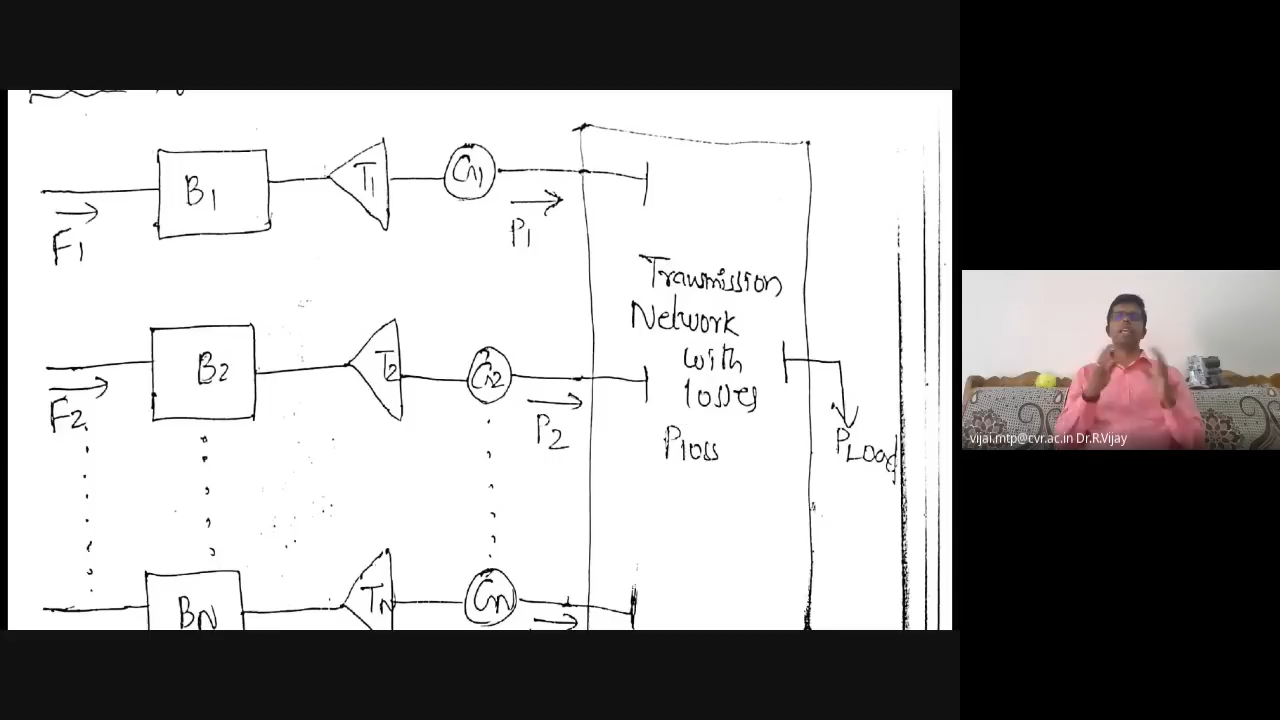 B1
T1
G1
F1
P1
Transmission
Network
with
losses
Ploss
B2
T2
G2
F2
P2
PLoad
BN
TN
GN
vijai.mtp@cvr.ac.in Dr.R.Vijay